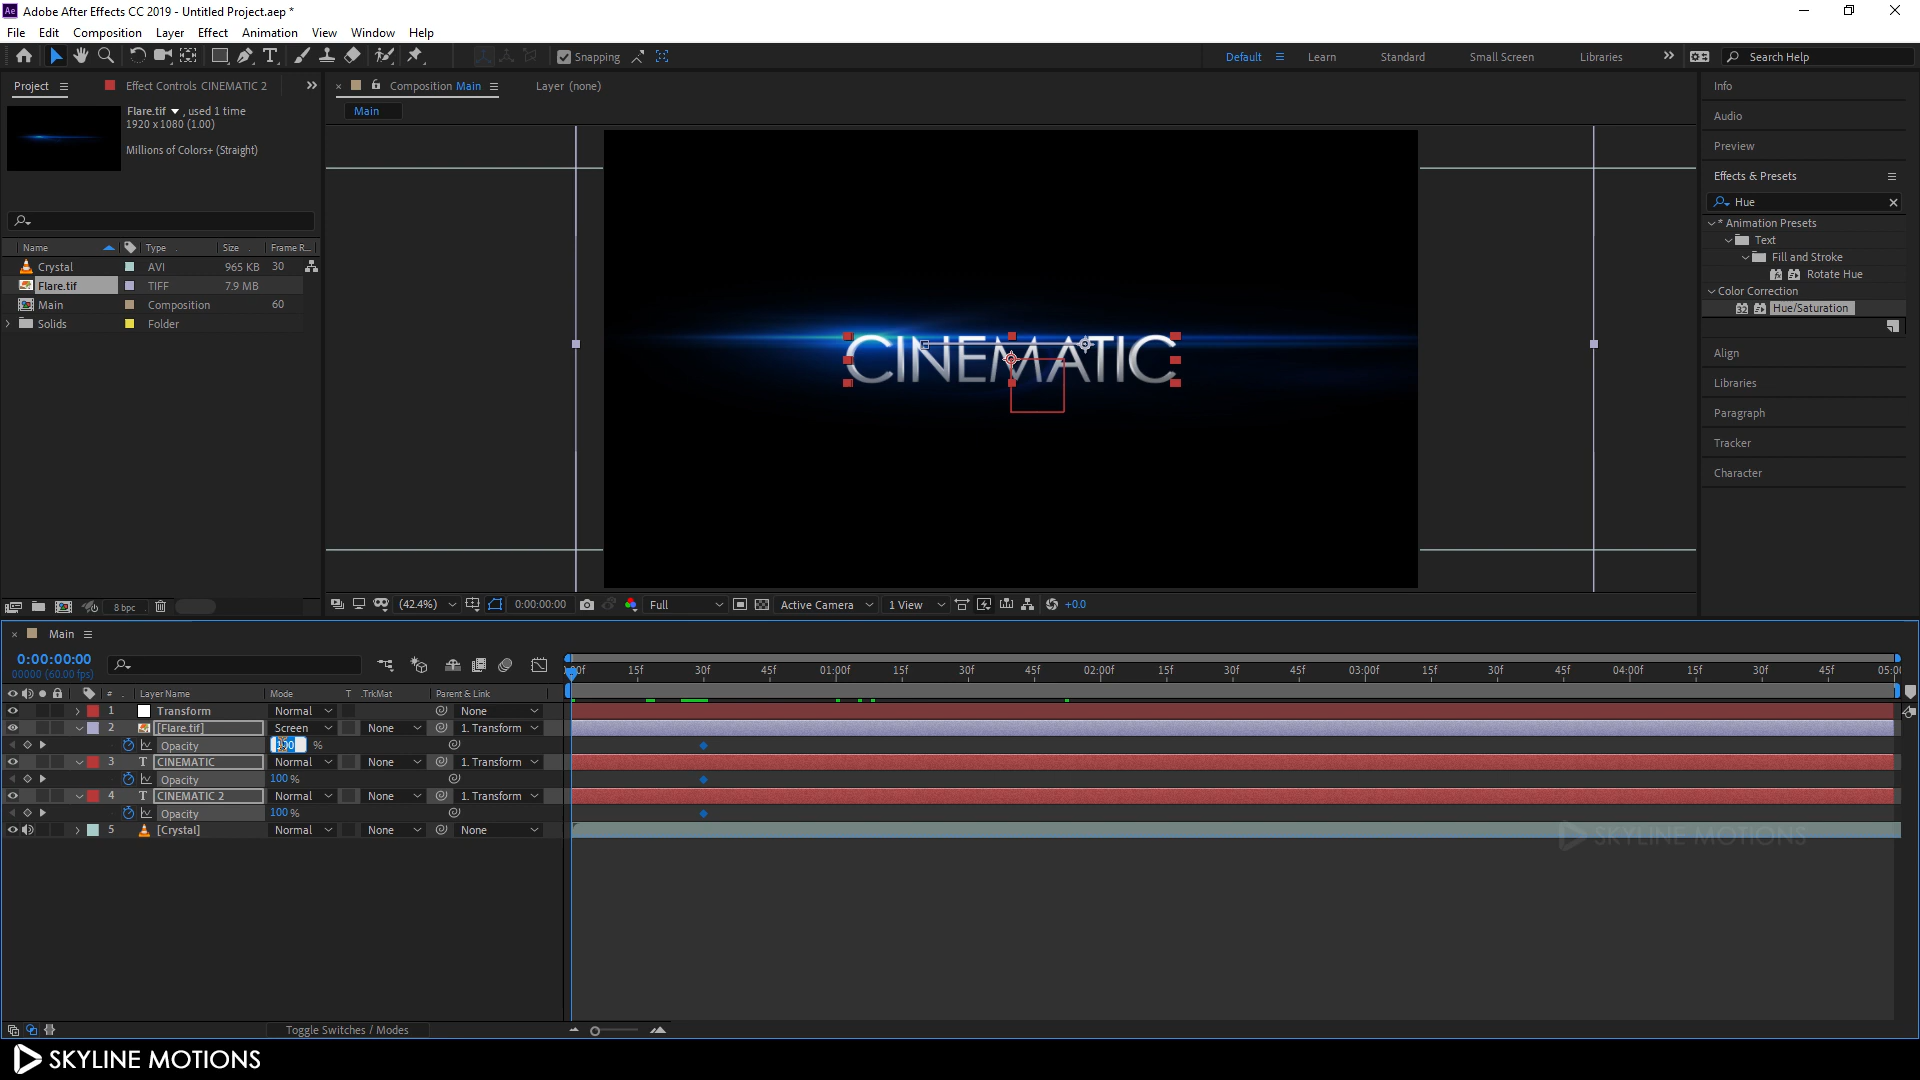 Adobe After Effects CC 2019 - Untitled Project.aep *
File Edit Composition Layer Effect Animation View Window Help
Snapping Default Learn Standard Small Screen Libraries Search Help
Project Effect Controls CINEMATIC 2 Composition Main Layer (none) Info
Flare.tif , used 1 time
1920 x 1080 (1.00)
Millions of Colors+ (Straight)
Main
Audio
Preview
Effects & Presets
Hue
* Animation Presets
Text
Fill and Stroke
Rotate Hue
Color Correction
Hue/Saturation
Align
Libraries
Paragraph
Tracker
Character
Name Type Size Frame R...
Crystal AVI 965 KB 30
Flare.tif TIFF 7.9 MB
Main Composition 60
Solids Folder
CINEMATIC
8 bpc (42.4%) 0:00:00:00 Full Active Camera 1 View +0.0
Main
0:00:00:00
00000 (60.00 fps)
15f 30f 45f 01:00f 15f 30f 45f 02:00f 15f 30f 45f 03:00f 15f 30f 45f 04:00f 15f 30f 45f
# Layer Name Mode T .TrkMat Parent & Link
1 Transform Normal None
2 [Flare.tif] Screen None 1. Transform
Opacity 100 %
3 T CINEMATIC Normal None 1. Transform
Opacity 100 %
4 T CINEMATIC 2 Normal None 1. Transform
Opacity 100 %
5 [Crystal] Normal None None
SKYLINE MOTIONS
Toggle Switches / Modes
SKYLINE MOTIONS